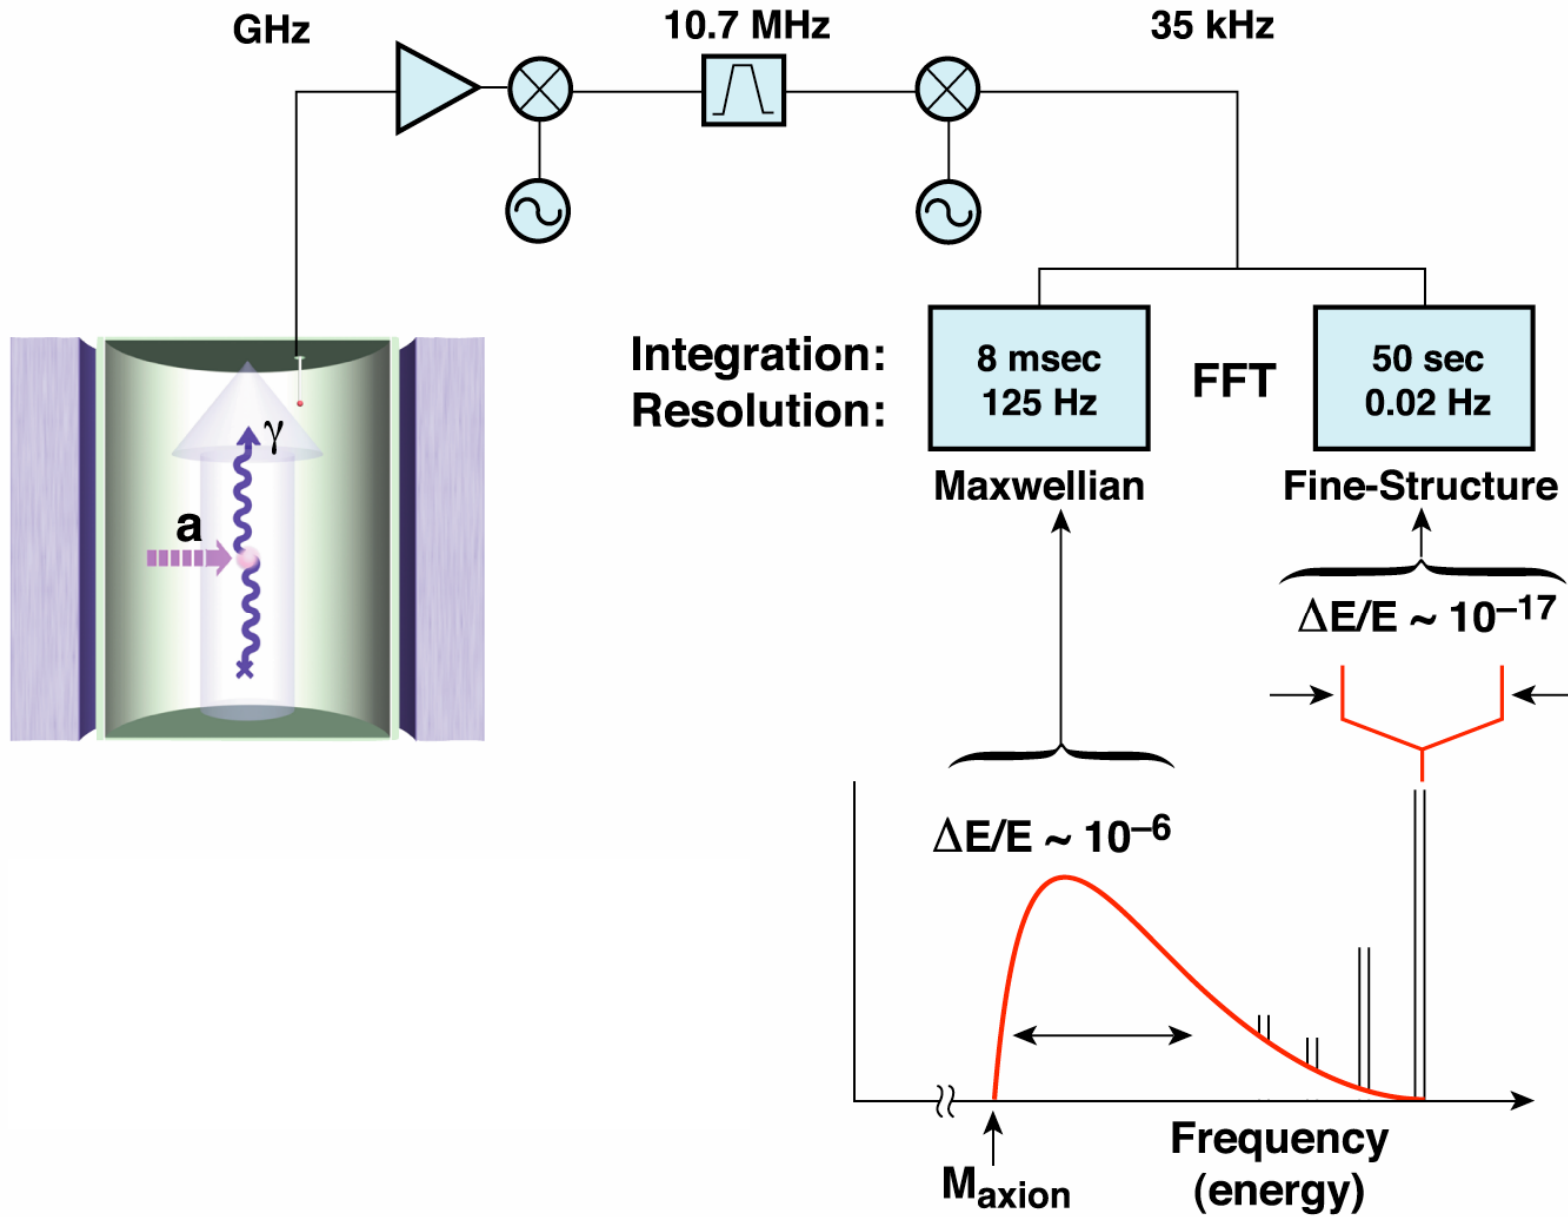 GHz
10.7 MHz
35 kHz
Integration:
Resolution:
8 msec
125 Hz
FFT
50 sec
0.02 Hz
Maxwellian
Fine-Structure
γ
a
ΔE/E ~ 10⁻¹⁷
ΔE/E ~ 10⁻⁶
Maxion
Frequency
(energy)